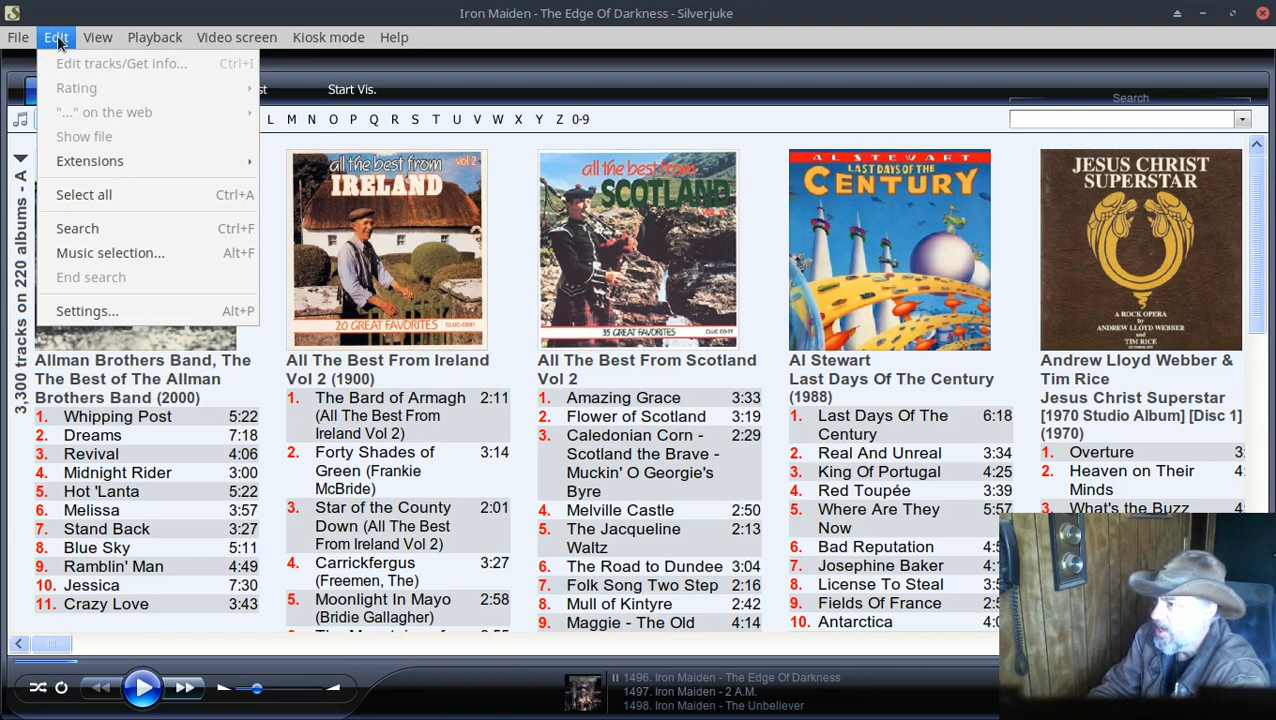 Iron Maiden - The Edge Of Darkness - Silverjuke
File Edit View Playback Video screen Kiosk mode Help
Edit tracks/Get info... Ctrl+I
Rating
"..." on the web
Show file
Extensions
Select all Ctrl+A
Search Ctrl+F
Music selection... Alt+F
End search
Settings... Alt+P
st Start Vis. Search
L M N O P Q R S T U V W X Y Z 0-9
3,300 tracks on 220 albums - A
all the best from vol 2
IRELAND
20 GREAT FAVORITES
all the best from
SCOTLAND
35 GREAT FAVORITES
AL STEWART
LAST DAYS OF THE
CENTURY
JESUS CHRIST
SUPERSTAR
A ROCK OPERA
by
ANDREW LLOYD WEBBER
and
TIM RICE
Allman Brothers Band, The
The Best of The Allman
Brothers Band (2000)
1. Whipping Post 5:22
2. Dreams 7:18
3. Revival 4:06
4. Midnight Rider 3:00
5. Hot 'Lanta 5:22
6. Melissa 3:57
7. Stand Back 3:27
8. Blue Sky 5:11
9. Ramblin' Man 4:49
10. Jessica 7:30
11. Crazy Love 3:43
All The Best From Ireland
Vol 2 (1900)
1. The Bard of Armagh 2:11
(All The Best From
Ireland Vol 2)
2. Forty Shades of 3:14
Green (Frankie
McBride)
3. Star of the County 2:01
Down (All The Best
From Ireland Vol 2)
4. Carrickfergus 3:27
(Freemen, The)
5. Moonlight In Mayo 2:58
(Bridie Gallagher)
All The Best From Scotland
Vol 2
1. Amazing Grace 3:33
2. Flower of Scotland 3:19
3. Caledonian Corn - 2:29
Scotland the Brave -
Muckin' O Georgie's
Byre
4. Melville Castle 2:50
5. The Jacqueline 2:13
Waltz
6. The Road to Dundee 3:04
7. Folk Song Two Step 2:16
8. Mull of Kintyre 2:42
9. Maggie - The Old 4:14
Al Stewart
Last Days Of The Century
(1988)
1. Last Days Of The 6:18
Century
2. Real And Unreal 3:34
3. King Of Portugal 4:25
4. Red Toupée 3:39
5. Where Are They 5:57
Now
6. Bad Reputation 4:5
7. Josephine Baker 4:
8. License To Steal 3:
9. Fields Of France 2:
10. Antarctica 4:
Andrew Lloyd Webber &
Tim Rice
Jesus Christ Superstar
[1970 Studio Album] [Disc 1]
(1970)
1. Overture 3:
2. Heaven on Their 4:
Minds
3. What's the Buzz 4:
1496. Iron Maiden - The Edge Of Darkness
1497. Iron Maiden - 2 A.M.
1498. Iron Maiden - The Unbeliever